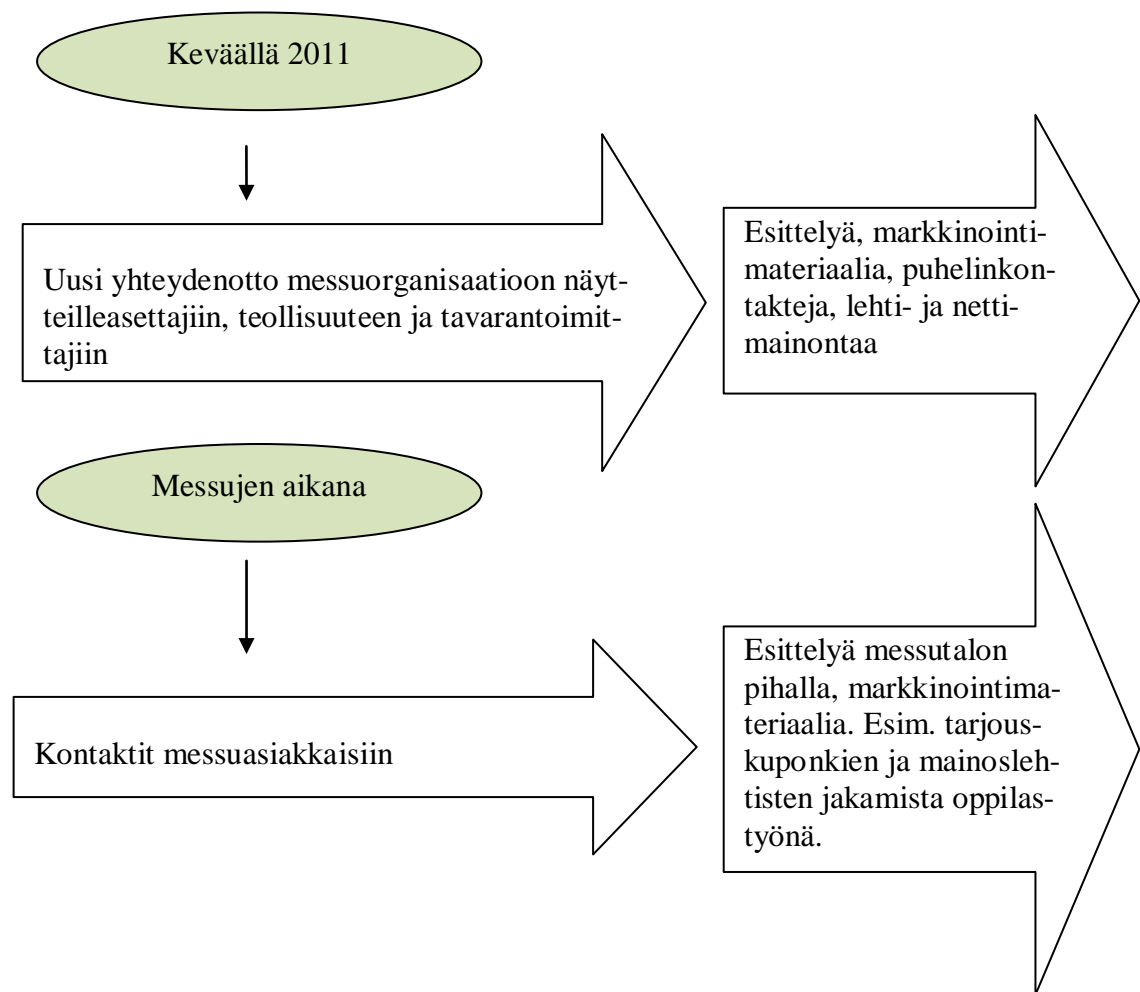 Keväällä 2011
Uusi yhteydenotto messuorganisaatioon näyt-
teilleasettajiin, teollisuuteen ja tavarantoimit-
tajiin
Esittelyä, markkinointi-
materiaalia, puhelinkon-
takteja, lehti- ja netti-
mainontaa
Messujen aikana
Kontaktit messuasiakkaisiin
Esittelyä messutalon
pihalla, markkinointima-
teriaalia. Esim. tarjous-
kuponkien ja mainosleh-
tisten jakamista oppilas-
työnä.